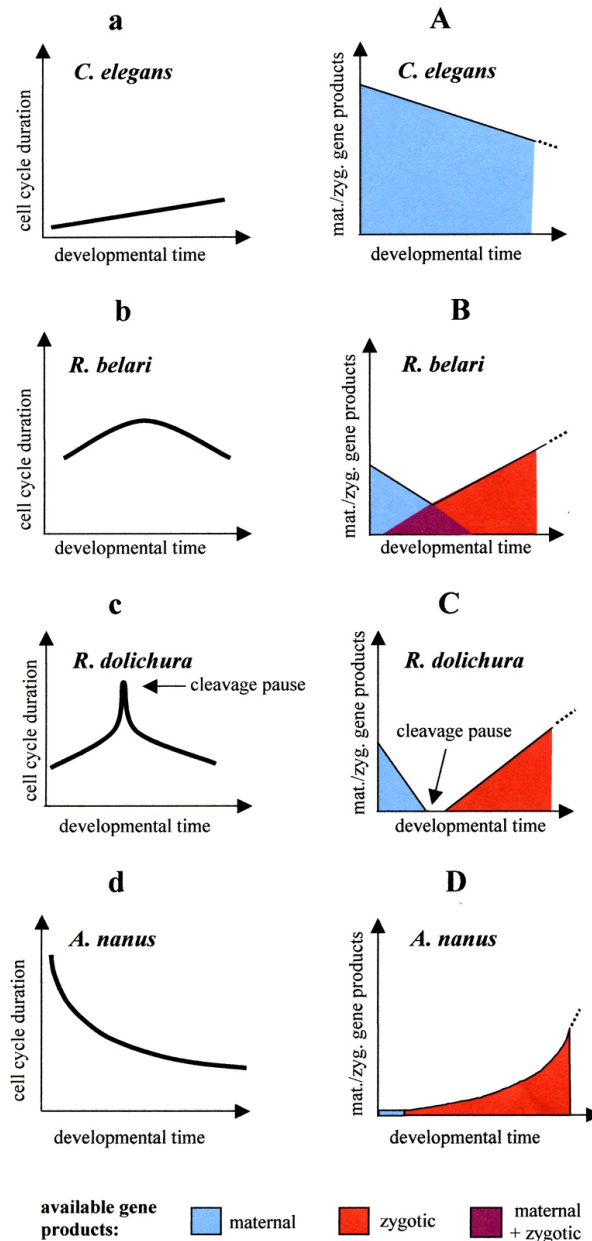 a
C. elegans
cell cycle duration
developmental time
A
C. elegans
mat./zyg. gene products
developmental time
b
R. belari
cell cycle duration
developmental time
B
R. belari
mat./zyg. gene products
developmental time
c
R. dolichura
cleavage pause
cell cycle duration
developmental time
C
R. dolichura
cleavage pause
mat./zyg. gene products
developmental time
d
A. nanus
cell cycle duration
developmental time
D
A. nanus
mat./zyg. gene products
developmental time
available gene
products:
maternal
zygotic
maternal
+ zygotic